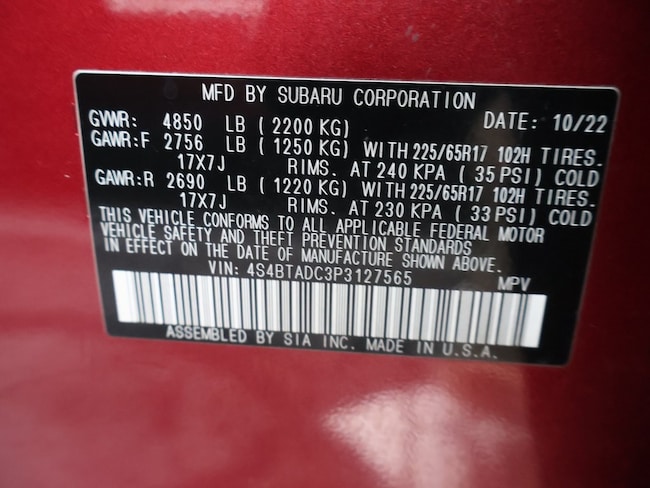 MFD BY SUBARU CORPORATION
GVWR: 4850 LB ( 2200 KG) DATE: 10/22
GAWR:F 2756 LB ( 1250 KG) WITH 225/65R17 102H TIRES.
17X7J RIMS. AT 240 KPA ( 35 PSI) COLD
GAWR:R 2690 LB ( 1220 KG) WITH 225/65R17 102H TIRES.
17X7J RIMS. AT 230 KPA ( 33 PSI) COLD
THIS VEHICLE CONFORMS TO ALL APPLICABLE FEDERAL MOTOR
VEHICLE SAFETY AND THEFT PREVENTION STANDARDS
IN EFFECT ON THE DATE OF MANUFACTURE SHOWN ABOVE.
VIN: 4S4BTADC3P3127565 MPV
ASSEMBLED BY SIA INC. MADE IN U.S.A.